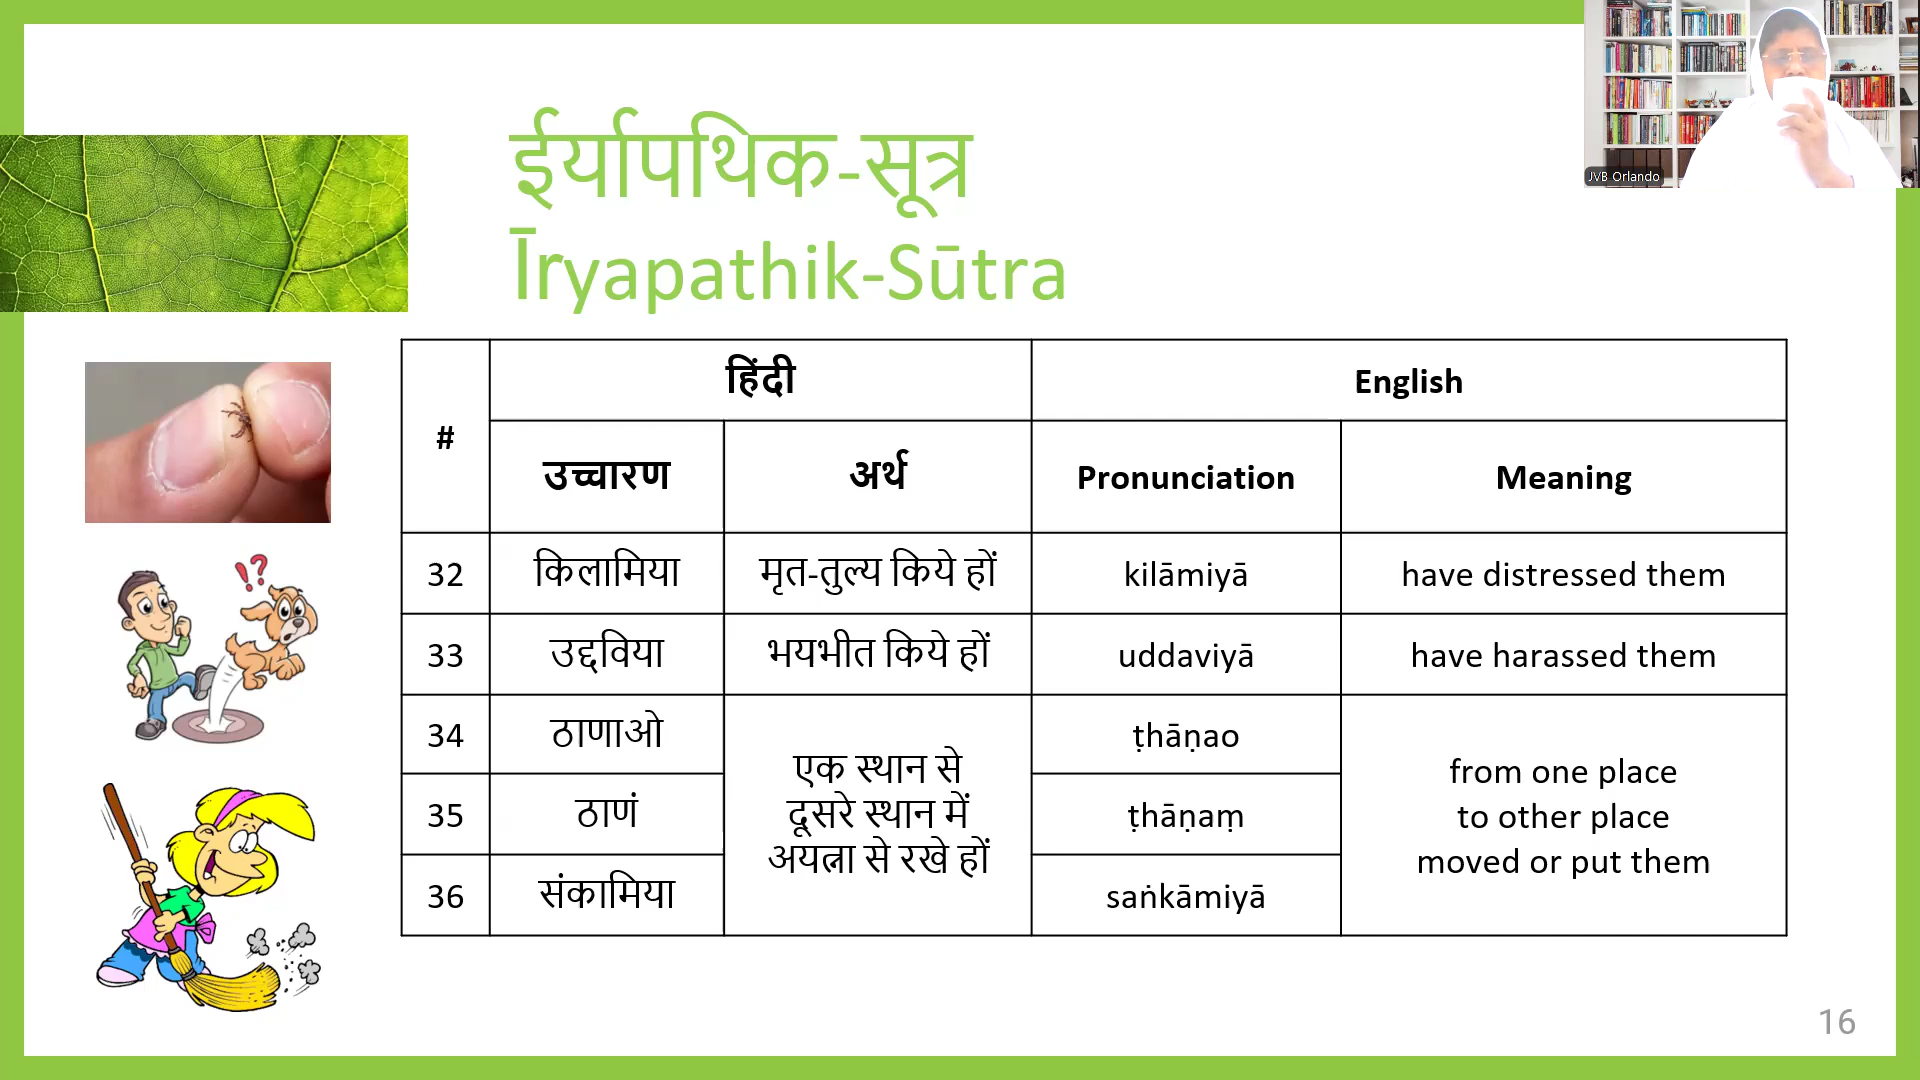 JVB Orlando
ईर्यापथिक-सूत्र
Īryapathik-Sūtra
# हिंदी English
उच्चारण अर्थ Pronunciation Meaning
32 किलामिया मृत-तुल्य किये हों kilāmiyā have distressed them
33 उद्दविया भयभीत किये हों uddaviyā have harassed them
34 ठाणाओ ṭhāṇao
35 ठाणं ṭhāṇaṃ
36 संकामिया saṅkāmiyā
एक स्थान से
दूसरे स्थान में
अयत्ना से रखे हों
from one place
to other place
moved or put them
!?
16